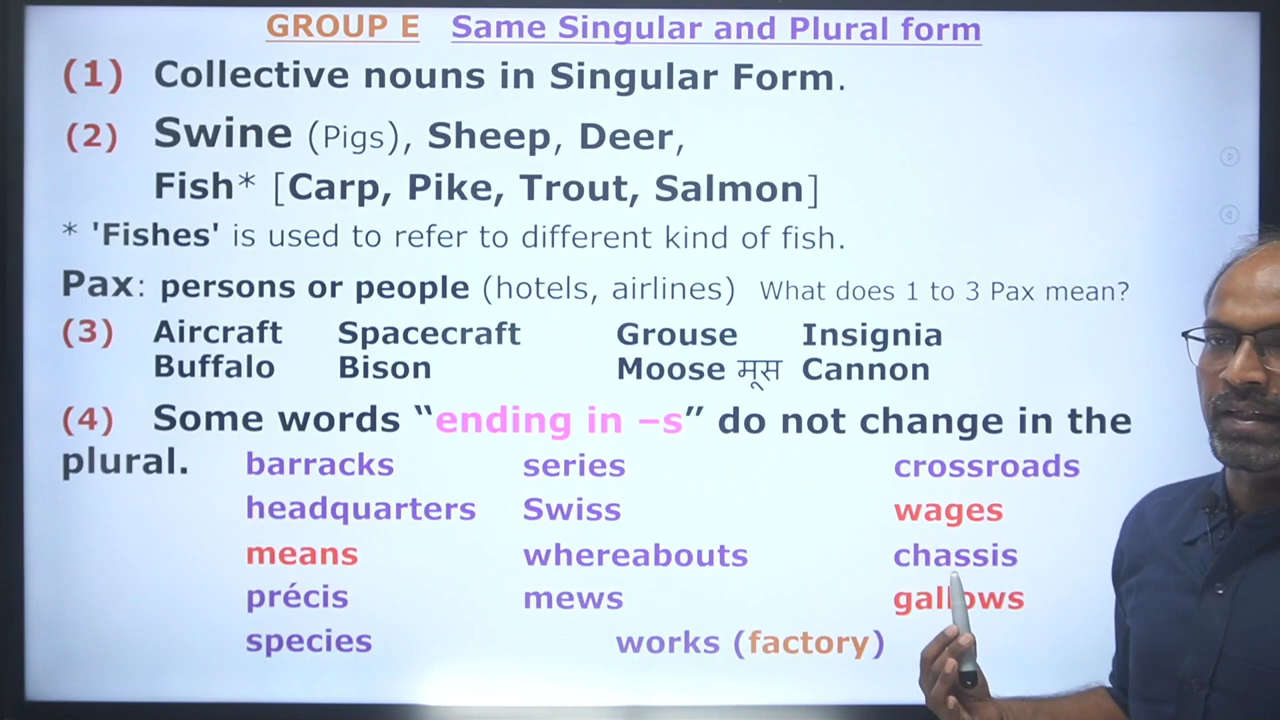 GROUP E Same Singular and Plural form
(1) Collective nouns in Singular Form.
(2) Swine (Pigs), Sheep, Deer,
Fish* [Carp, Pike, Trout, Salmon]
* 'Fishes' is used to refer to different kind of fish.
Pax: persons or people (hotels, airlines) What does 1 to 3 Pax mean?
(3) Aircraft Spacecraft Grouse Insignia
Buffalo Bison Moose मूस Cannon
(4) Some words “ending in –s” do not change in the
plural. barracks series crossroads
headquarters Swiss wages
means whereabouts chassis
précis mews gallows
species works (factory)